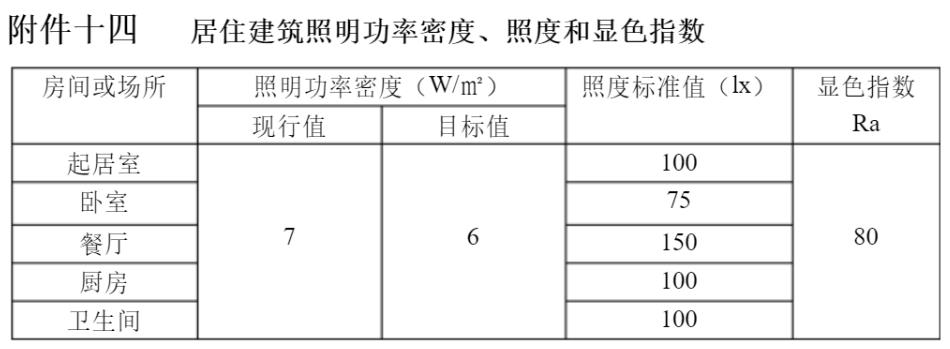 附件十四 居住建筑照明功率密度、照度和显色指数
房间或场所 照明功率密度（W/㎡） 照度标准值（lx） 显色指数
现行值 目标值 Ra
起居室 100
卧室 75
餐厅 7 6 150 80
厨房 100
卫生间 100